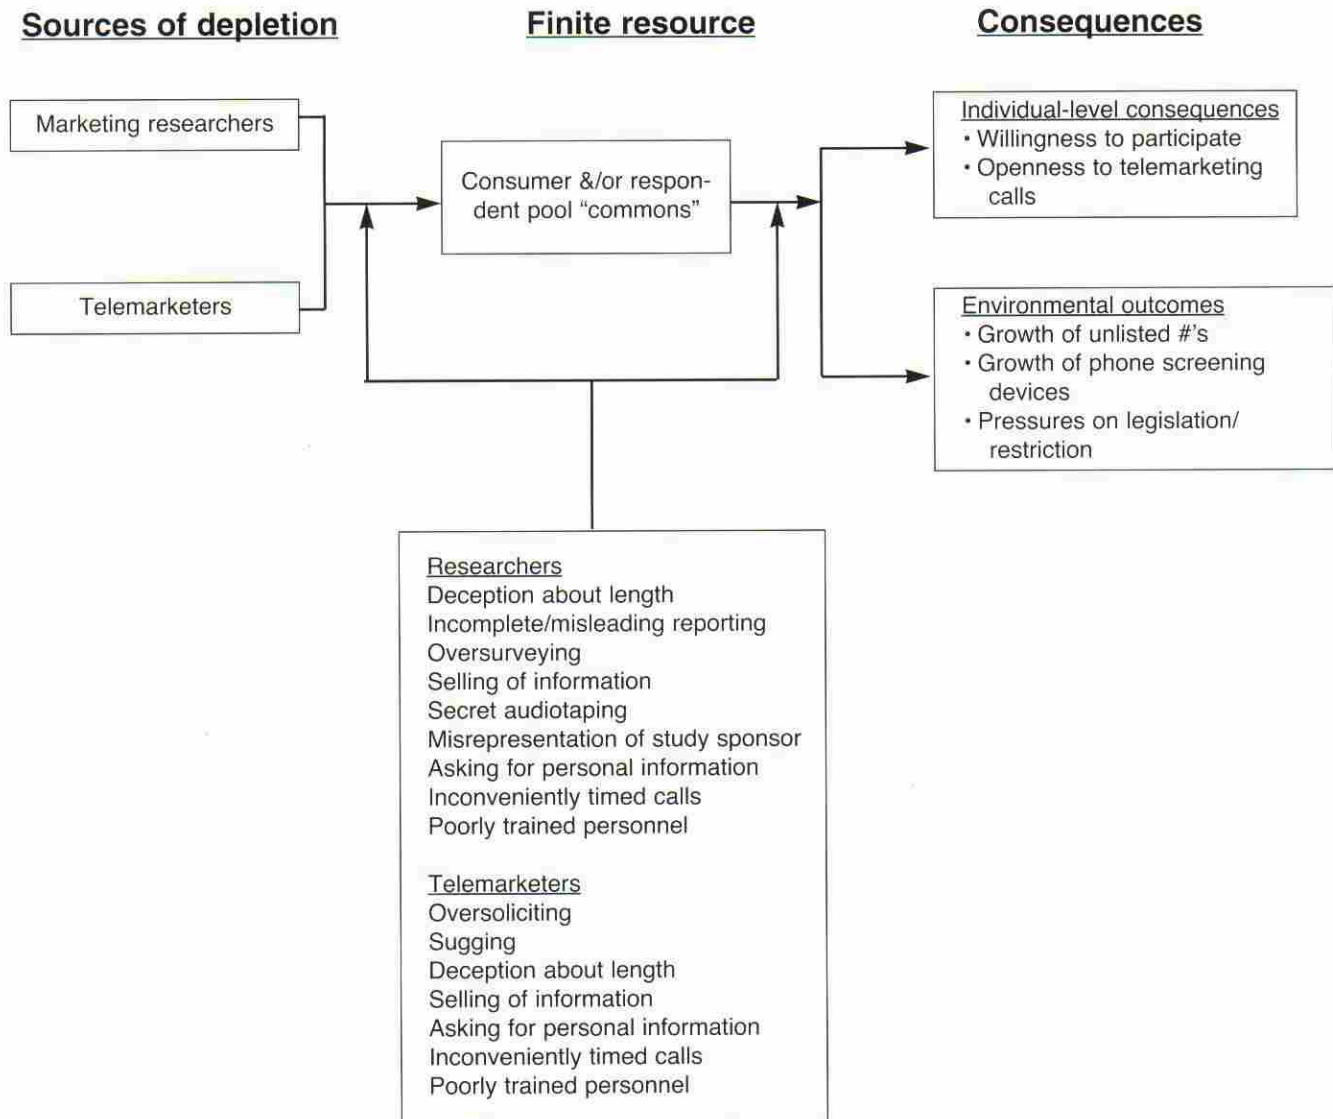 Sources of depletion
Finite resource
Consequences
Marketing researchers
Telemarketers
Consumer &/or respon-
dent pool “commons”
Individual-level consequences
• Willingness to participate
• Openness to telemarketing
calls
Environmental outcomes
• Growth of unlisted #'s
• Growth of phone screening
devices
• Pressures on legislation/
restriction
Researchers
Deception about length
Incomplete/misleading reporting
Oversurveying
Selling of information
Secret audiotaping
Misrepresentation of study sponsor
Asking for personal information
Inconveniently timed calls
Poorly trained personnel
Telemarketers
Oversoliciting
Sugging
Deception about length
Selling of information
Asking for personal information
Inconveniently timed calls
Poorly trained personnel